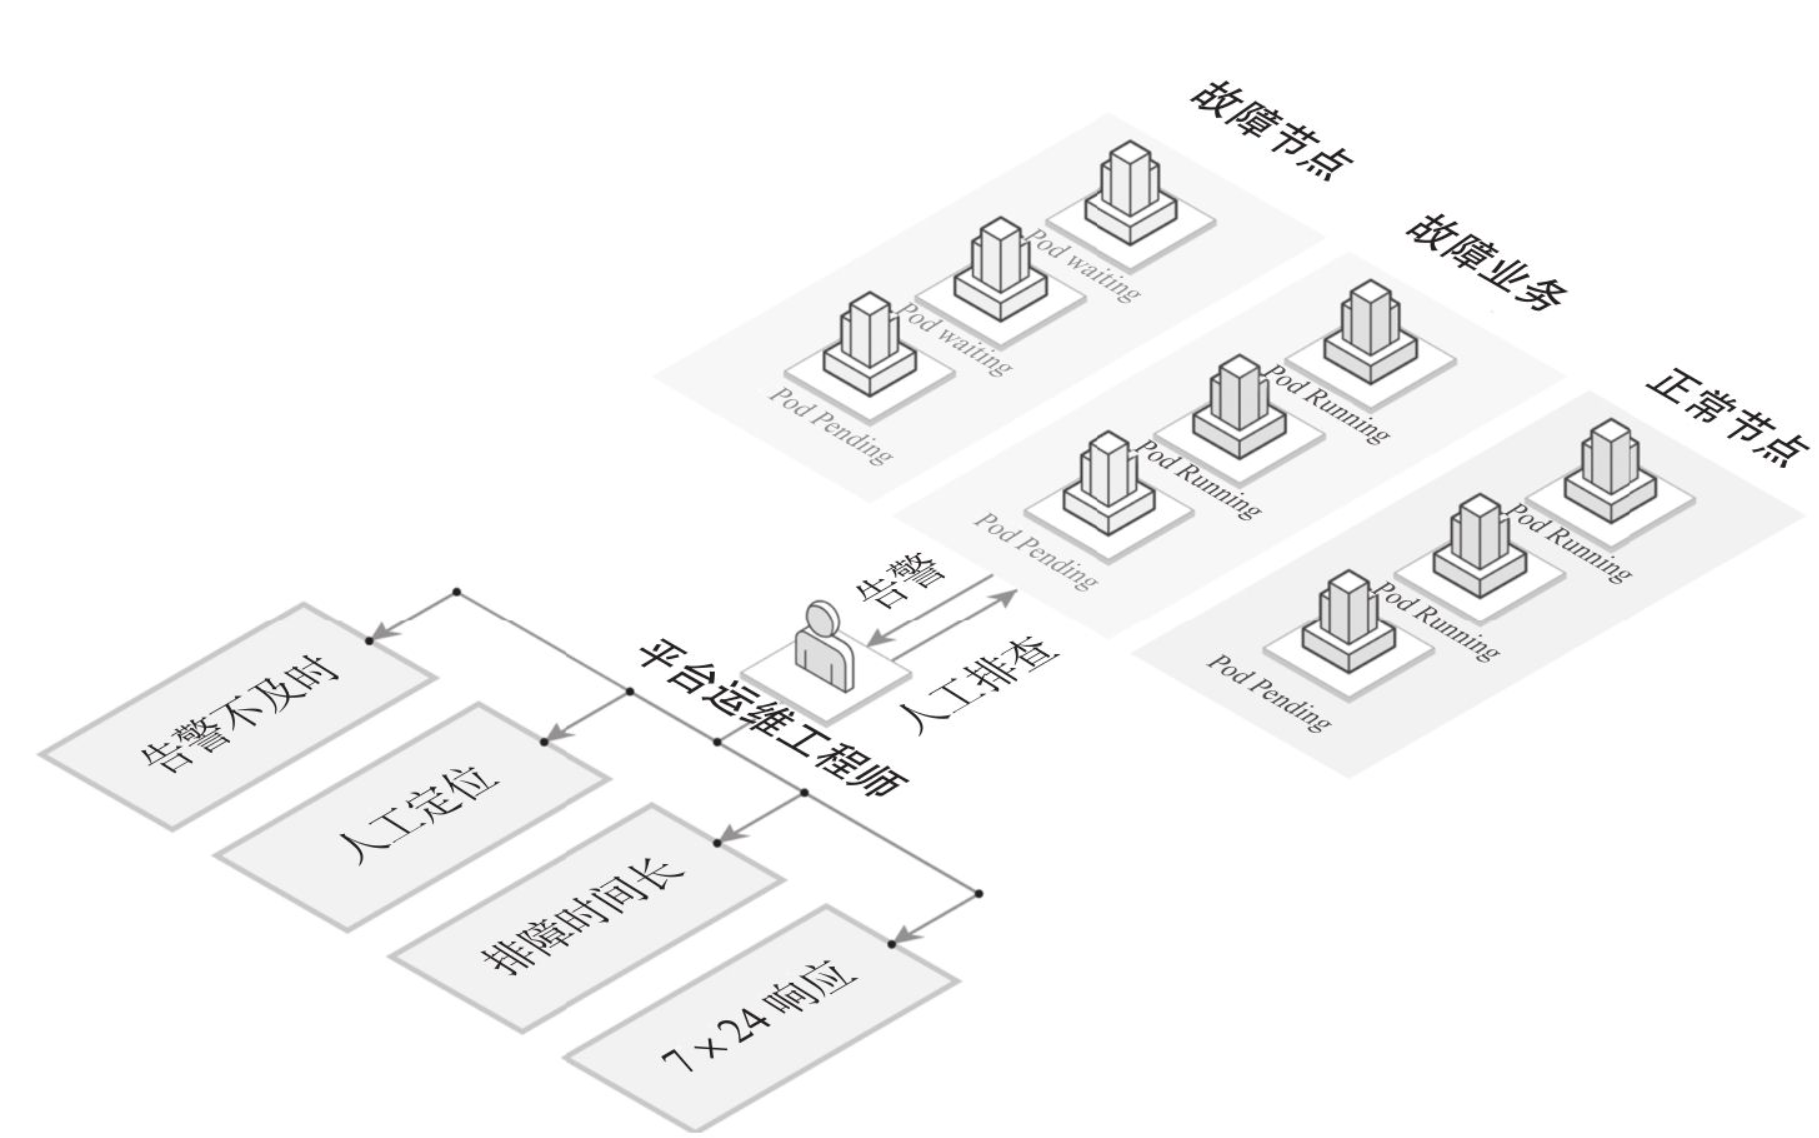 故障节点
Pod waiting
Pod waiting
Pod Pending
故障业务
Pod Running
Pod Running
Pod Pending
正常节点
Pod Running
Pod Running
Pod Pending
告警
人工排查
平台运维工程师
告警不及时
人工定位
排障时间长
7×24 响应